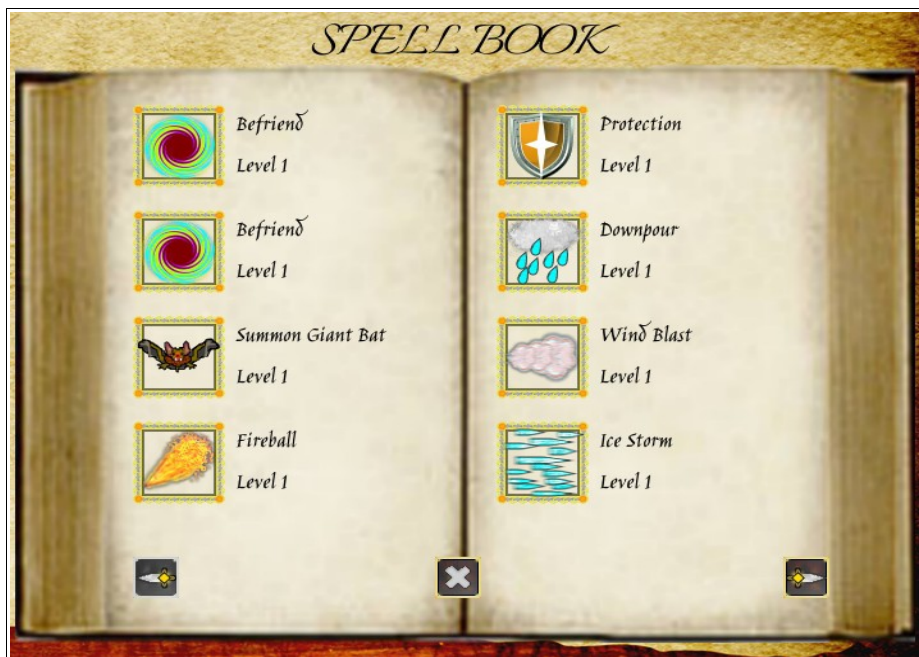 SPELL BOOK
Befriend
Level 1
Befriend
Level 1
Summon Giant Bat
Level 1
Fireball
Level 1
Protection
Level 1
Downpour
Level 1
Wind Blast
Level 1
Ice Storm
Level 1